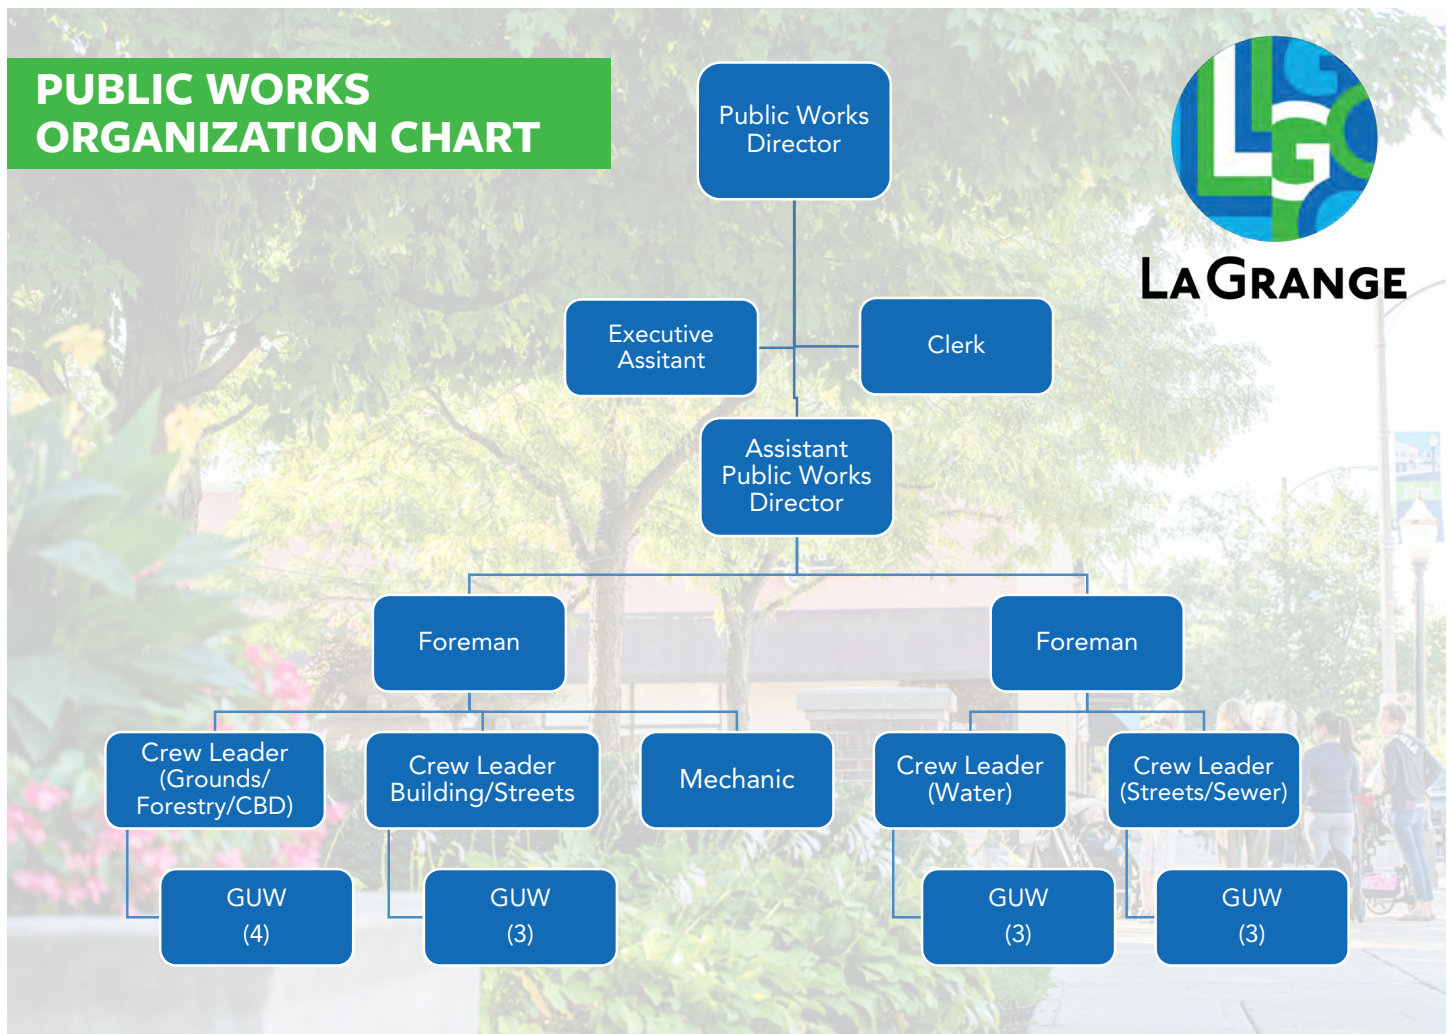 PUBLIC WORKS
ORGANIZATION CHART
Public Works
Director
LG
LAGRANGE
Executive
Assitant
Clerk
Assistant
Public Works
Director
Foreman
Foreman
Crew Leader
(Grounds/
Forestry/CBD)
Crew Leader
Building/Streets
Mechanic
Crew Leader
(Water)
Crew Leader
(Streets/Sewer)
GUW
(4)
GUW
(3)
GUW
(3)
GUW
(3)